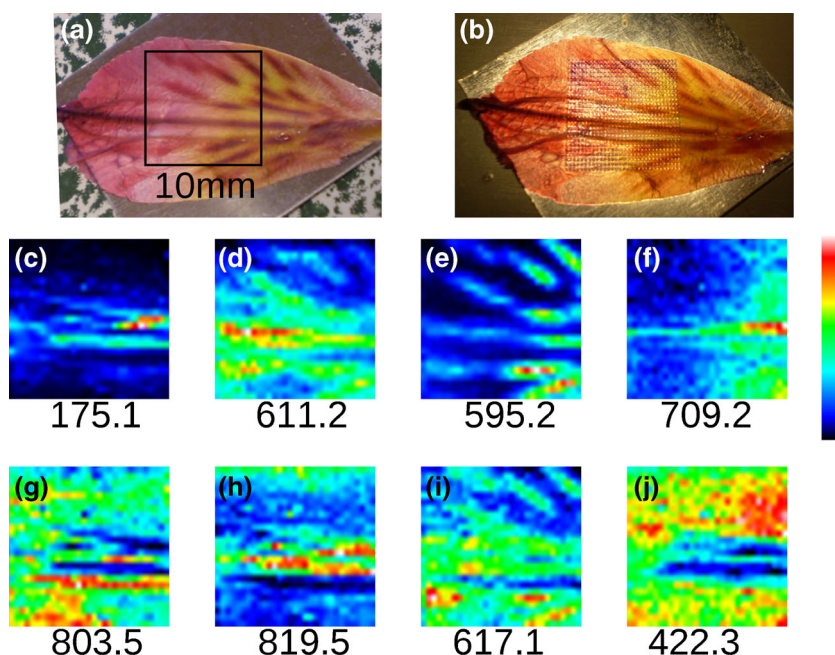 (a) (b)
10mm
(c) (d) (e) (f)
175.1 611.2 595.2 709.2
(g) (h) (i) (j)
803.5 819.5 617.1 422.3